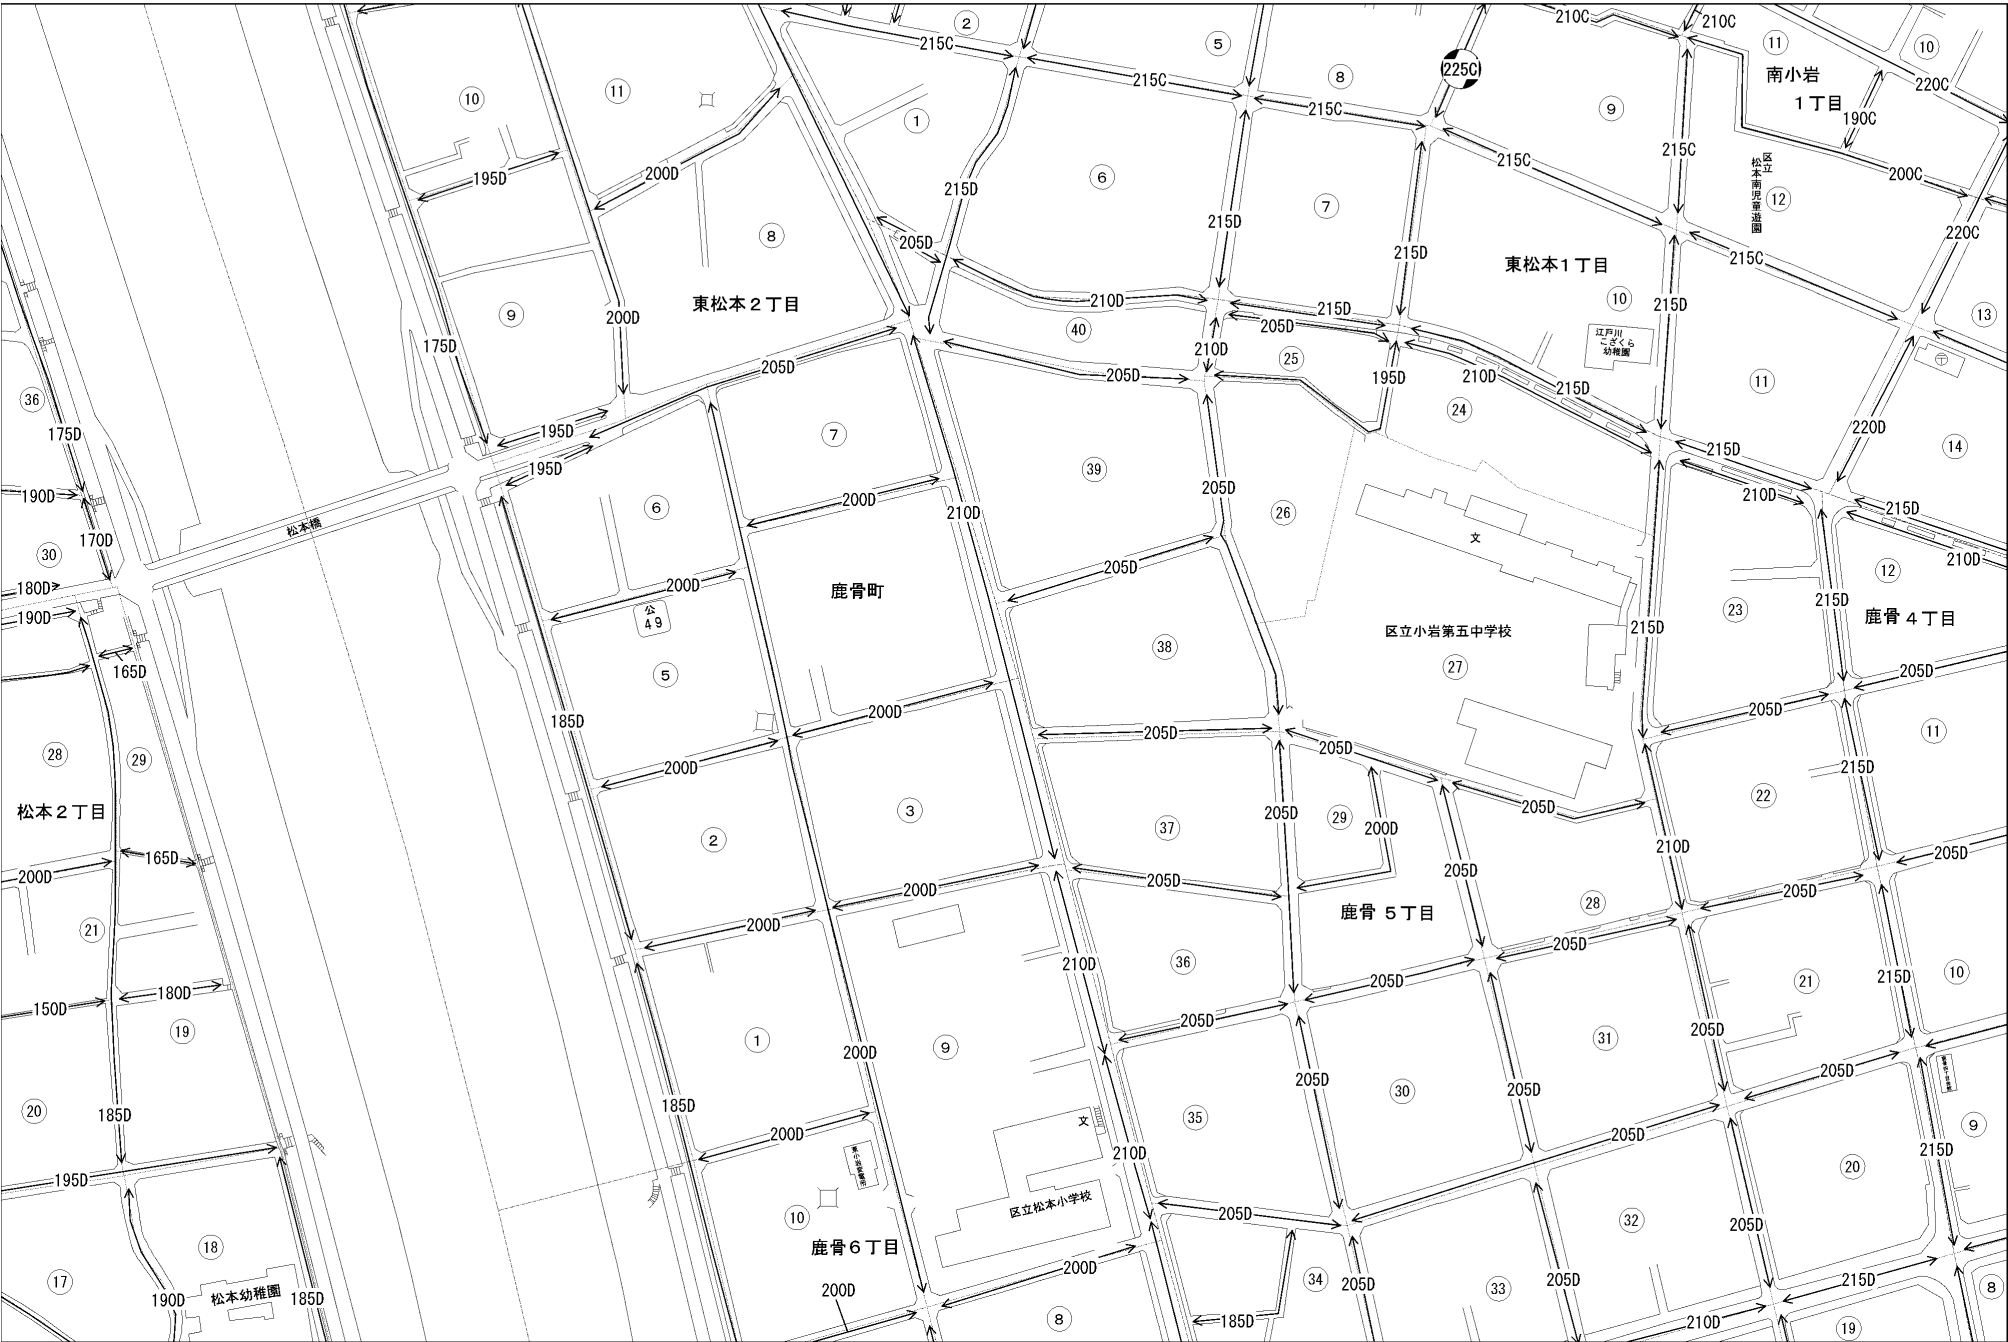 ②
215C
⑤
⑧
225C
210C
210C
⑪
⑩
南小岩
1丁目
220C
190C
⑪
⑩
①
215C
215C
215C
⑨
215C
区立
松本南児童遊園
⑫
200C
195D
200D
⑧
215D
⑥
215D
⑦
215D
東松本1丁目
⑩
215D
215C
220C
⑬
205D
210D
215D
205D
210D
⑨
200D
東松本2丁目
175D
㊱
175D
㊵
㉕
江戸川
こざくら
幼稚園
⑪
205D
205D
195D
210D
215D
㉔
220D
⑭
⑦
195D
195D
㊴
215D
210D
215D
210D
190D
170D
㉚
松本橋
⑥
200D
210D
205D
㉖
文
⑫
180D
190D
165D
200D
公
49
鹿骨町
205D
㊳
区立小岩第五中学校
㉗
215D
㉓
215D
鹿骨4丁目
⑤
185D
200D
205D
205D
205D
205D
⑪
㉘
㉙
松本2丁目
165D
200D
200D
②
③
㊲
205D
㉙
200D
205D
205D
210D
㉒
215D
205D
200D
200D
205D
鹿骨 5丁目
205D
㉘
205D
205D
㉑
150D
180D
⑲
①
200D
⑨
210D
㊱
205D
205D
205D
㉑
215D
⑩
⑳
185D
185D
200D
文
㉟
205D
㉚
205D
㉛
205D
205D
⑨
195D
⑩
210D
区立松本小学校
205D
205D
⑳
215D
⑱
⑰
190D
松本幼稚園
185D
鹿骨6丁目
200D
200D
⑧
185D
㉞
205D
㉝
205D
㉜
205D
215D
210D
⑲
⑧